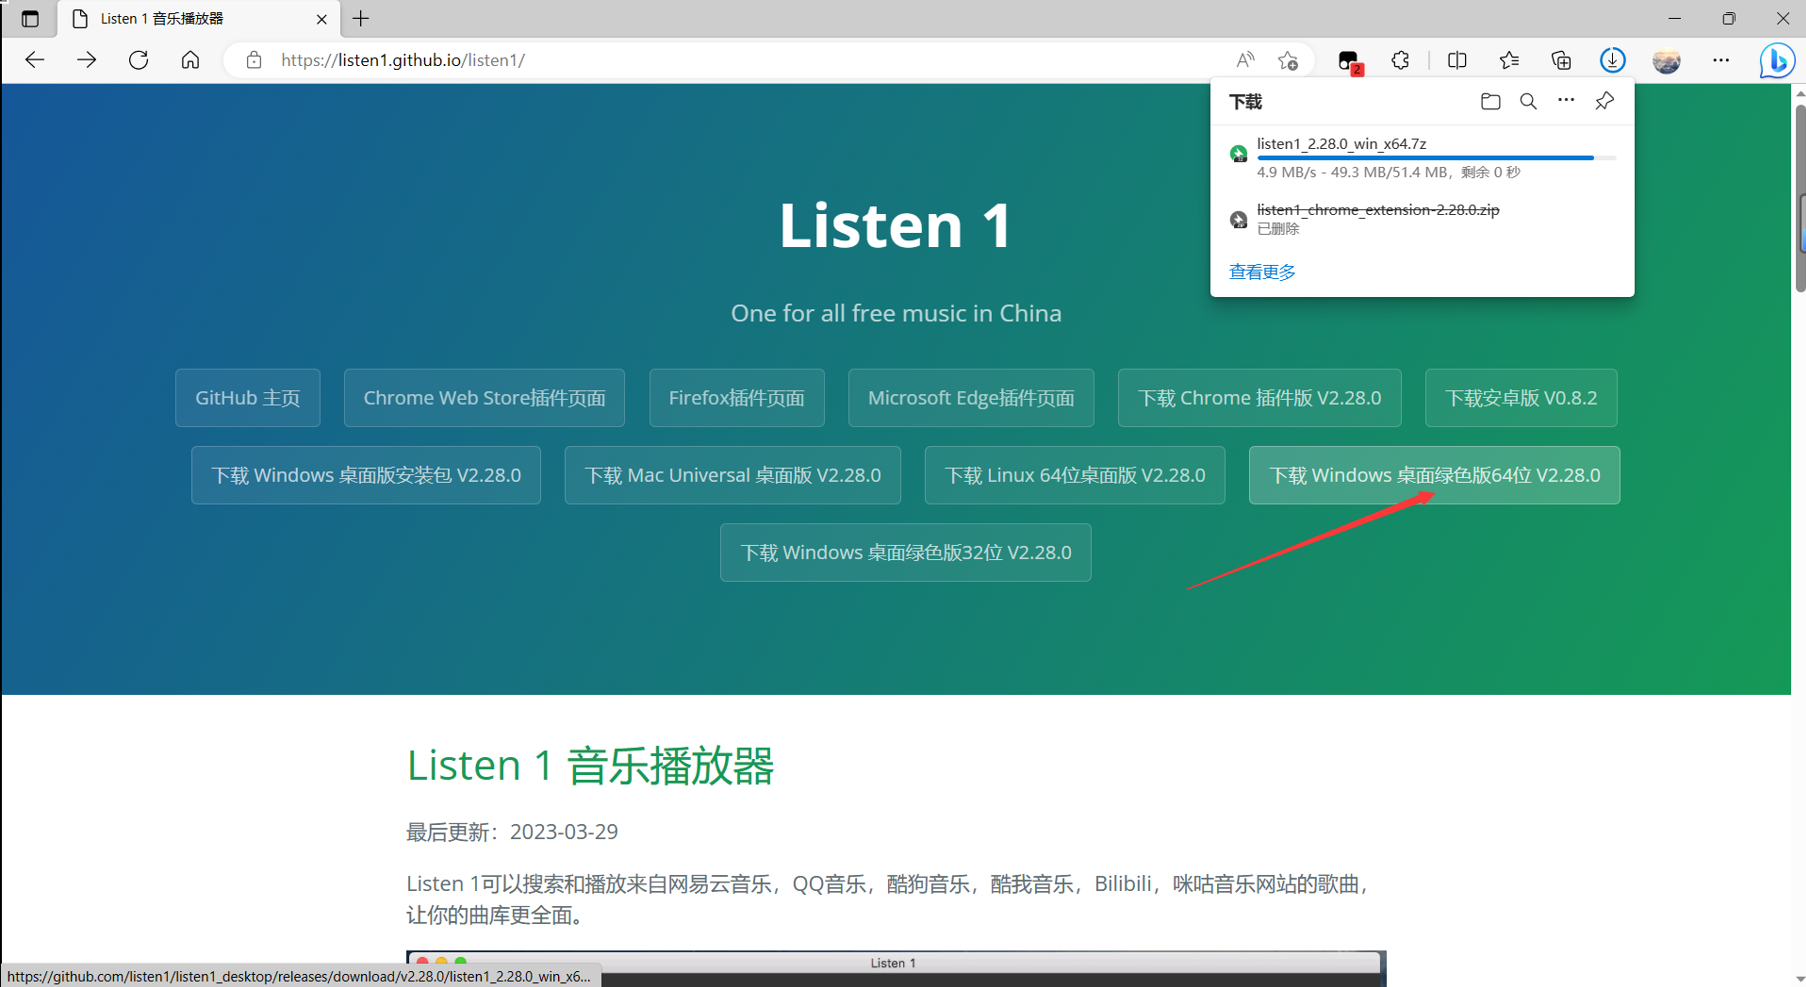 Listen 1 音乐播放器
https://listen1.github.io/listen1/
2
下载
listen1_2.28.0_win_x64.7z
4.9 MB/s - 49.3 MB/51.4 MB，剩余 0 秒
listen1_chrome_extension-2.28.0.zip
已删除
查看更多
Listen 1
One for all free music in China
GitHub 主页
Chrome Web Store插件页面
Firefox插件页面
Microsoft Edge插件页面
下载 Chrome 插件版 V2.28.0
下载安卓版 V0.8.2
下载 Windows 桌面版安装包 V2.28.0
下载 Mac Universal 桌面版 V2.28.0
下载 Linux 64位桌面版 V2.28.0
下载 Windows 桌面绿色版64位 V2.28.0
下载 Windows 桌面绿色版32位 V2.28.0
Listen 1 音乐播放器
最后更新：2023-03-29
Listen 1可以搜索和播放来自网易云音乐，QQ音乐，酷狗音乐，酷我音乐，Bilibili，咪咕音乐网站的歌曲，
让你的曲库更全面。
Listen 1
https://github.com/listen1/listen1_desktop/releases/download/v2.28.0/listen1_2.28.0_win_x6...